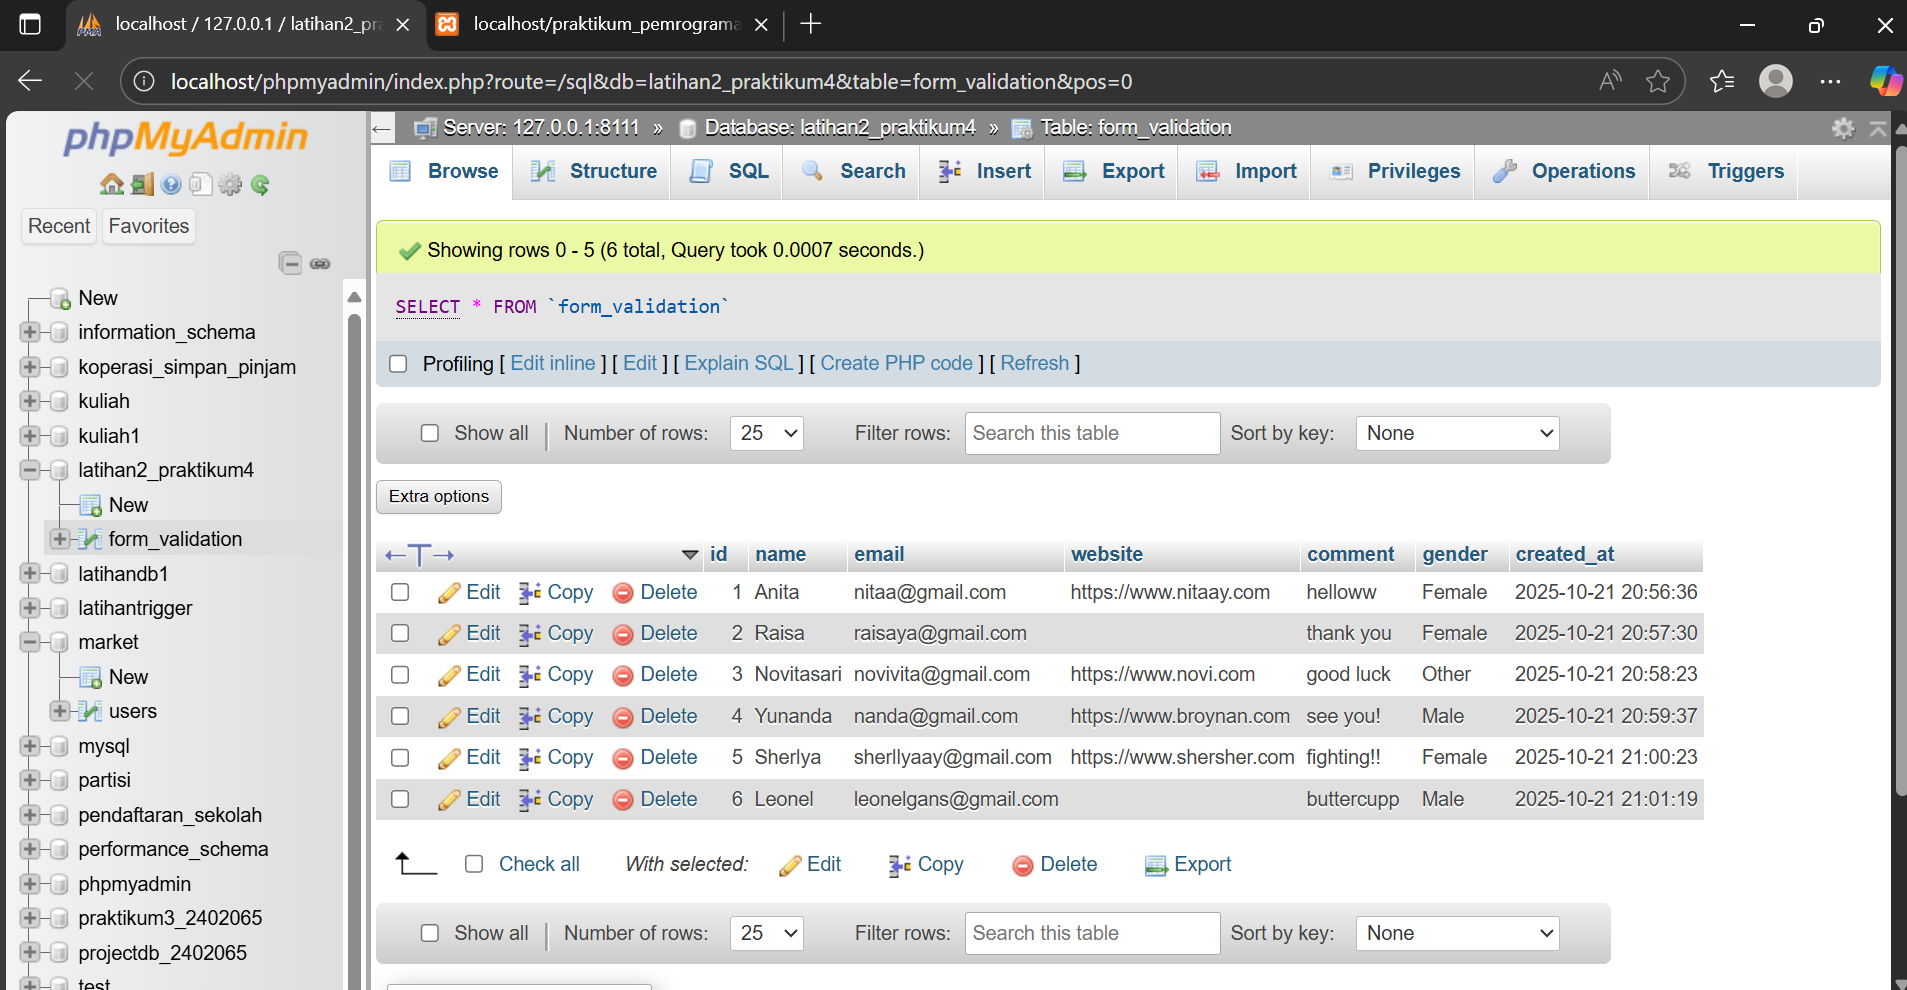 localhost / 127.0.0.1 / latihan2_pra
localhost/praktikum_pemrograma
localhost/phpmyadmin/index.php?route=/sql&db=latihan2_praktikum4&table=form_validation&pos=0
phpMyAdmin
Recent Favorites
New
information_schema
koperasi_simpan_pinjam
kuliah
kuliah1
latihan2_praktikum4
New
form_validation
latihandb1
latihantrigger
market
New
users
mysql
partisi
pendaftaran_sekolah
performance_schema
phpmyadmin
praktikum3_2402065
projectdb_2402065
test
Server: 127.0.0.1:8111 » Database: latihan2_praktikum4 » Table: form_validation
Browse Structure SQL Search Insert Export Import Privileges Operations Triggers
Showing rows 0 - 5 (6 total, Query took 0.0007 seconds.)
SELECT * FROM `form_validation`
Profiling [ Edit inline ] [ Edit ] [ Explain SQL ] [ Create PHP code ] [ Refresh ]
Show all Number of rows: 25 Filter rows: Search this table Sort by key: None
Extra options
id name email website comment gender created_at
Edit Copy Delete 1 Anita nitaa@gmail.com https://www.nitaay.com helloww Female 2025-10-21 20:56:36
Edit Copy Delete 2 Raisa raisaya@gmail.com thank you Female 2025-10-21 20:57:30
Edit Copy Delete 3 Novitasari novivita@gmail.com https://www.novi.com good luck Other 2025-10-21 20:58:23
Edit Copy Delete 4 Yunanda nanda@gmail.com https://www.broynan.com see you! Male 2025-10-21 20:59:37
Edit Copy Delete 5 Sherlya sherllyaay@gmail.com https://www.shersher.com fighting!! Female 2025-10-21 21:00:23
Edit Copy Delete 6 Leonel leonelgans@gmail.com buttercupp Male 2025-10-21 21:01:19
Check all With selected: Edit Copy Delete Export
Show all Number of rows: 25 Filter rows: Search this table Sort by key: None